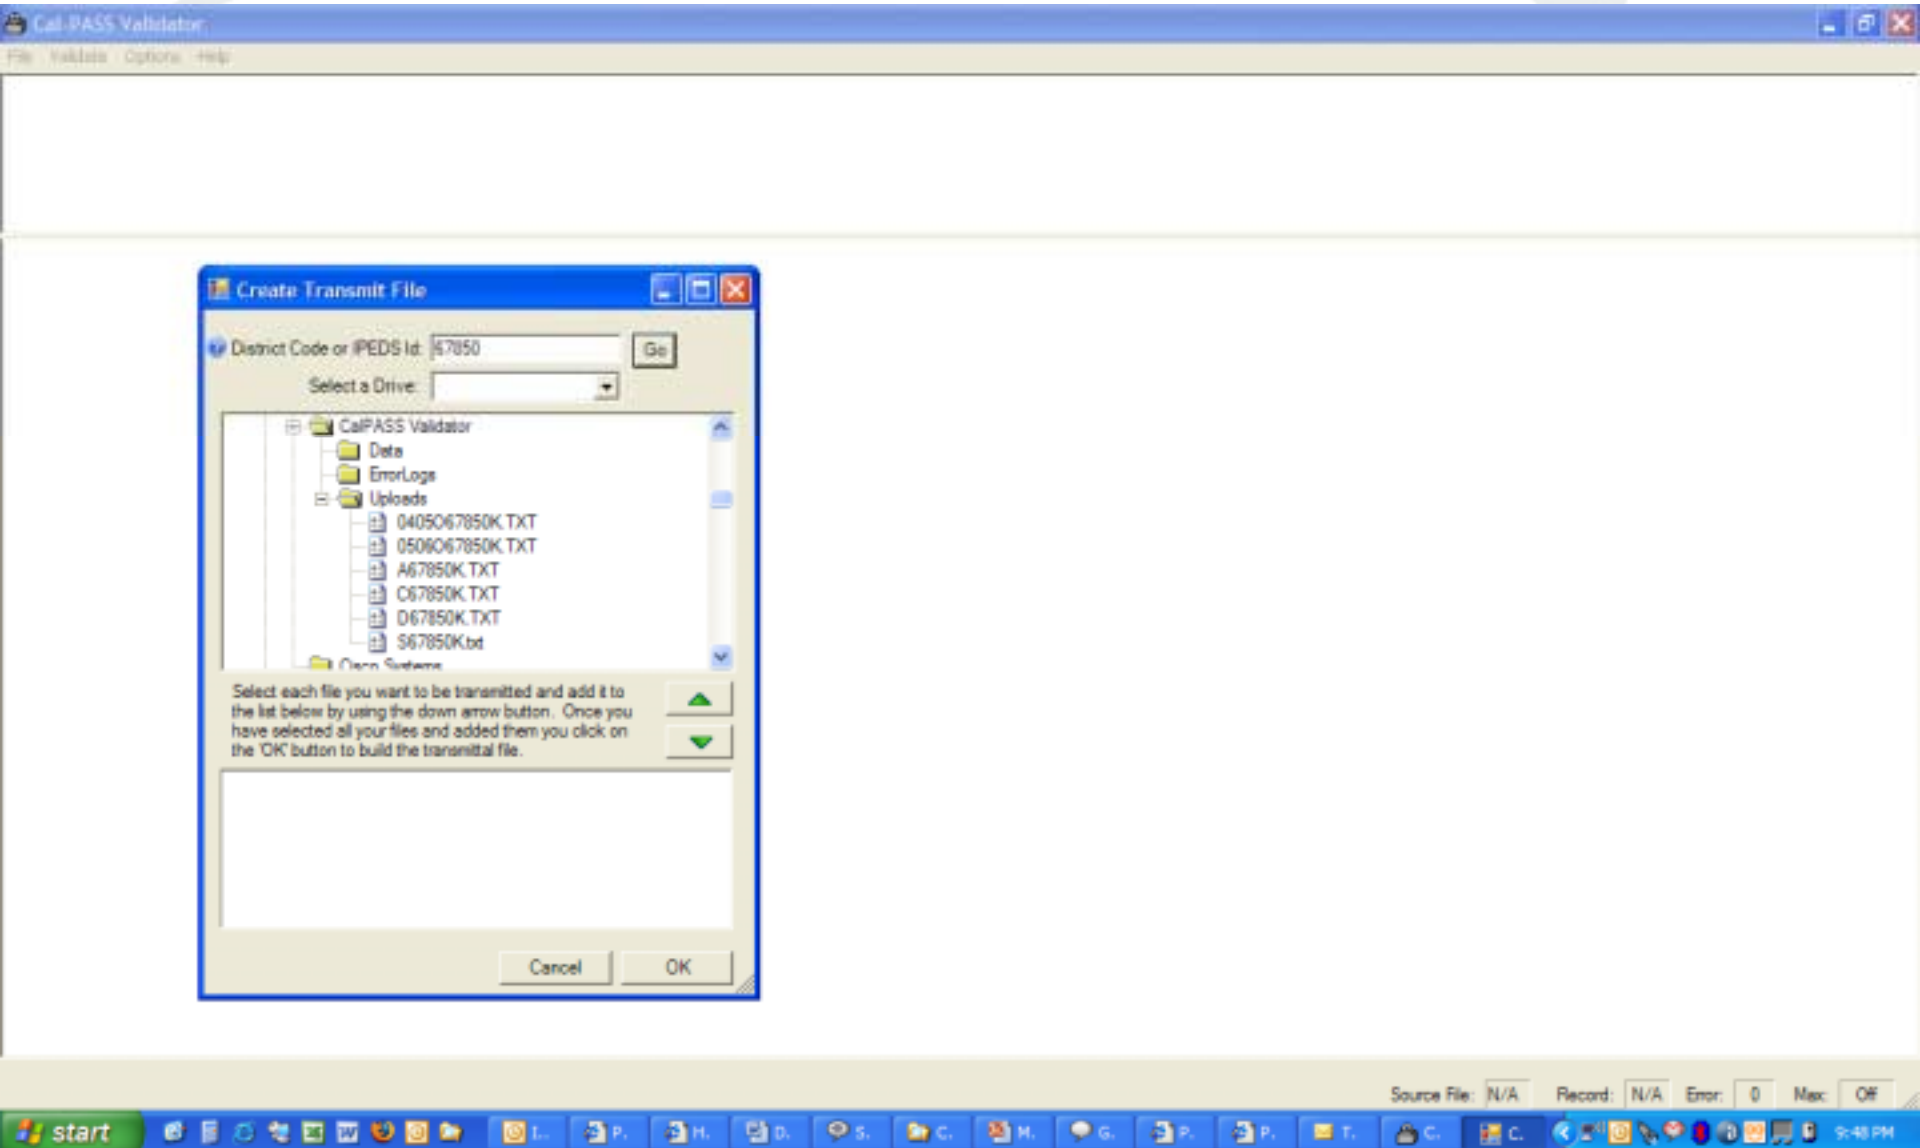 Cal-PASS Validator
File Validate Options Help
Create Transmit File
District Code or IPEDS Id: 67850 Go
Select a Drive:
CalPASS Validator
Data
ErrorLogs
Uploads
0405O67850K.TXT
0506O67850K.TXT
A67850K.TXT
C67850K.TXT
D67850K.TXT
S67850K.txt
Cisco Systems
Select each file you want to be transmitted and add it to
the list below by using the down arrow button. Once you
have selected all your files and added them you click on
the 'OK' button to build the transmittal file.
Cancel OK
Source File: N/A Record: N/A Error: 0 Max: Off
start I... P.. H.. D.. S.. C.. M.. G.. P.. P.. T.. C.. C.. 9:48 PM